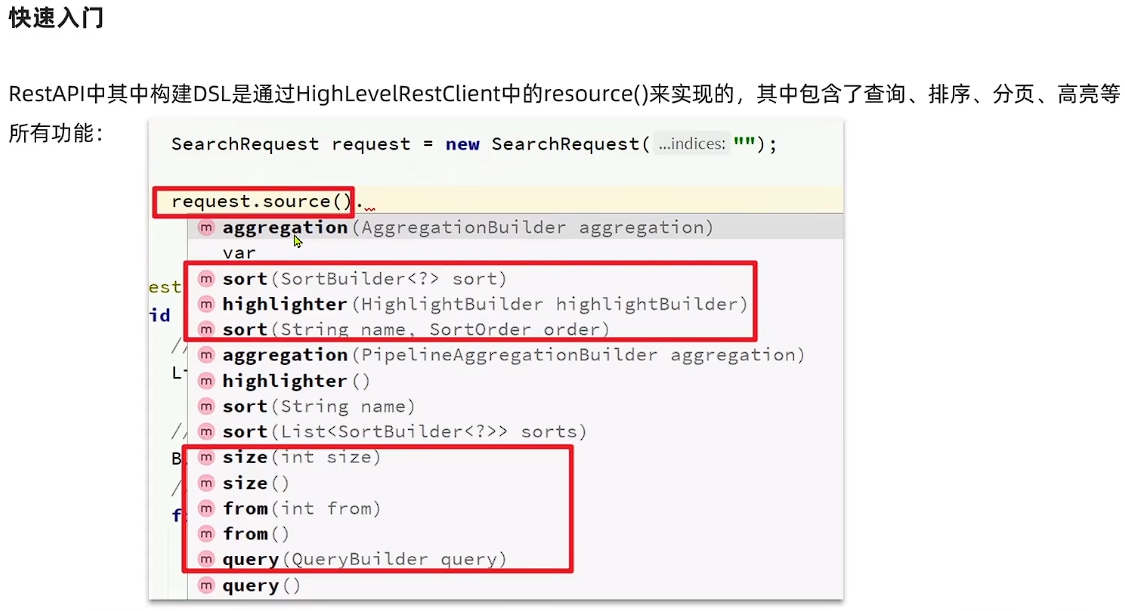 快速入门
RestAPI中其中构建DSL是通过HighLevelRestClient中的resource()来实现的，其中包含了查询、排序、分页、高亮等
所有功能：
SearchRequest request = new SearchRequest( ...indices: "");
request.source().
m aggregation(AggregationBuilder aggregation)
var
m sort(SortBuilder<?> sort)
est
m highlighter(HighlightBuilder highlightBuilder)
id
m sort(String name, SortOrder order)
//
m aggregation(PipelineAggregationBuilder aggregation)
m highlighter()
m sort(String name)
//
m sort(List<SortBuilder<?>> sorts)
B
m size(int size)
m size()
m from(int from)
f
m from()
m query(QueryBuilder query)
m query()